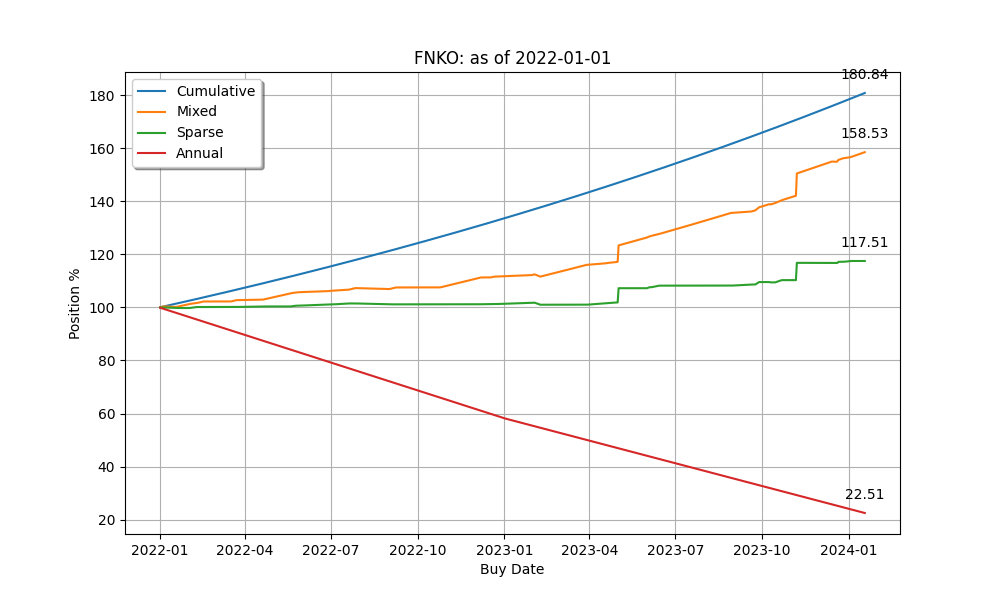 FNKO: as of 2022-01-01
Cumulative
Mixed
Sparse
Annual
180.84
158.53
117.51
22.51
Position %
180
160
140
120
100
80
60
40
20
2022-01 2022-04 2022-07 2022-10 2023-01 2023-04 2023-07 2023-10 2024-01
Buy Date